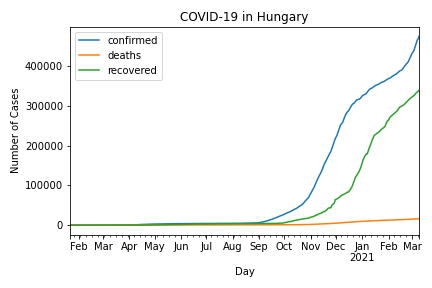 COVID-19 in Hungary
confirmed
deaths
recovered
Number of Cases
400000
300000
200000
100000
0
Feb Mar Apr May Jun Jul Aug Sep Oct Nov Dec Jan Feb Mar
2021
Day